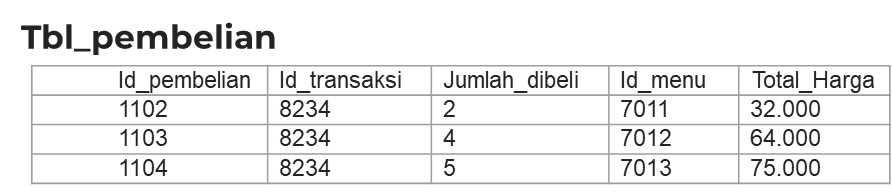 Tbl_pembelian
Id_pembelian Id_transaksi Jumlah_dibeli Id_menu Total_Harga
1102 8234 2 7011 32.000
1103 8234 4 7012 64.000
1104 8234 5 7013 75.000